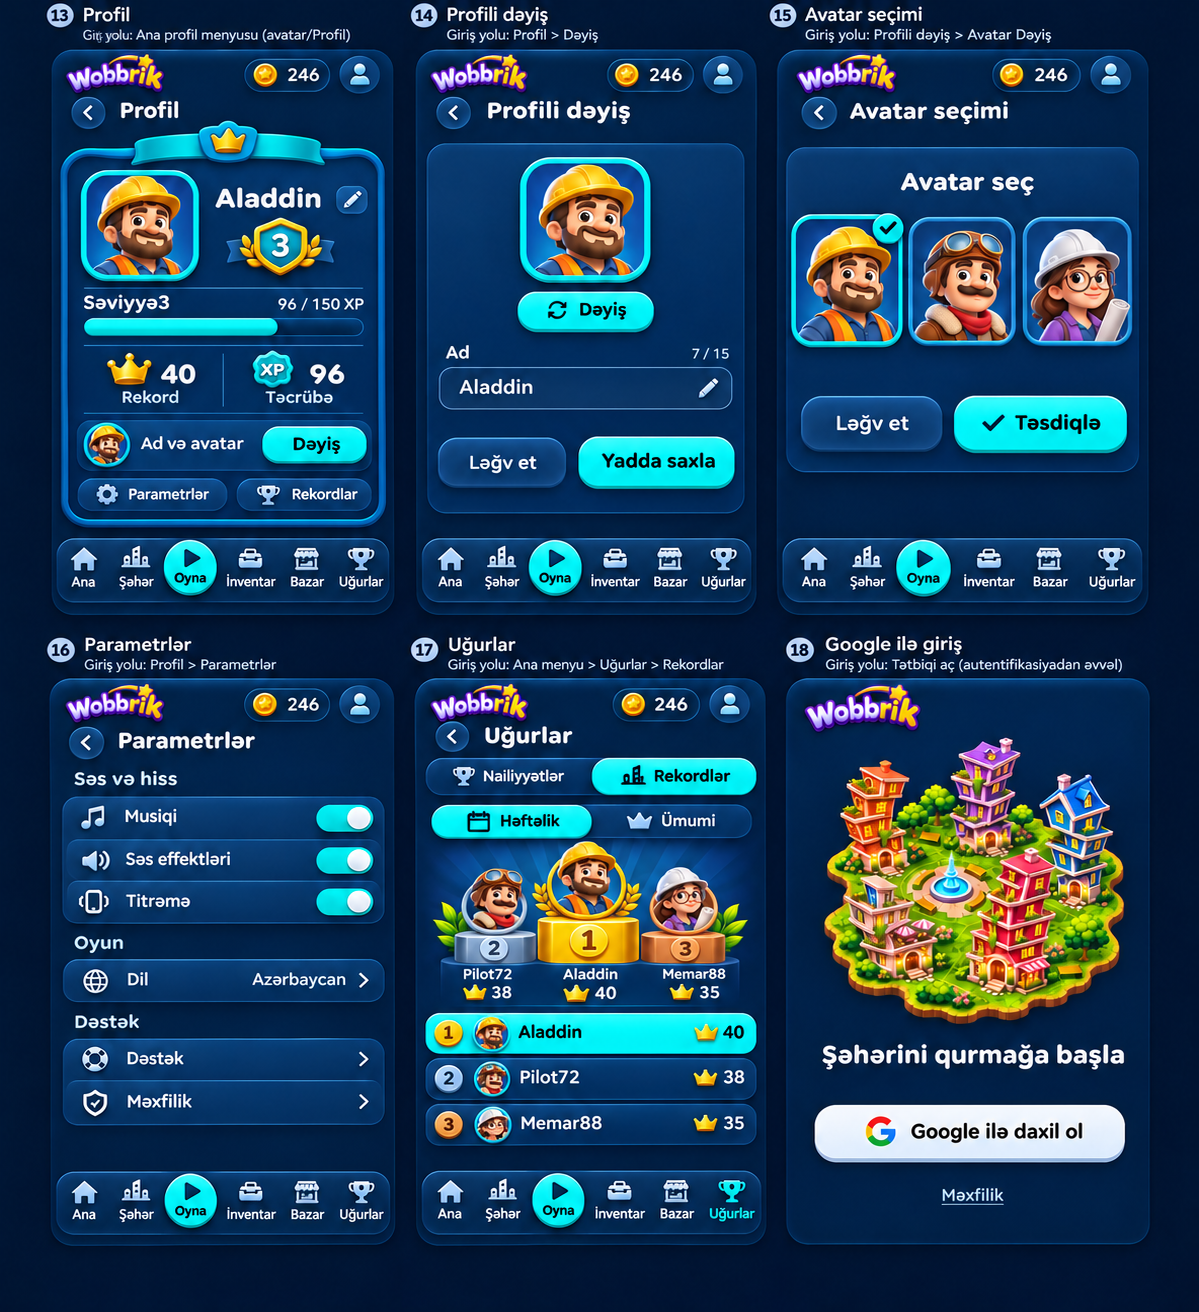 13 Profil
Giriş yolu: Ana profil menyusu (avatar/Profil)
Wobbrik
246
Profil
Aladdin
3
Səviyyə3
96 / 150 XP
40
Rekord
XP
96
Təcrübə
Ad və avatar
Dəyiş
Parametrlər
Rekordlar
Ana
Şəhər
Oyna
İnventar
Bazar
Uğurlar
14 Profili dəyiş
Giriş yolu: Profil > Dəyiş
Wobbrik
246
Profili dəyiş
Dəyiş
Ad
7 / 15
Aladdin
Ləğv et
Yadda saxla
Ana
Şəhər
Oyna
İnventar
Bazar
Uğurlar
15 Avatar seçimi
Giriş yolu: Profili dəyiş > Avatar Dəyiş
Wobbrik
246
Avatar seçimi
Avatar seç
Ləğv et
Təsdiqlə
Ana
Şəhər
Oyna
İnventar
Bazar
Uğurlar
16 Parametrlər
Giriş yolu: Profil > Parametrlər
Wobbrik
246
Parametrlər
Səs və hiss
Musiqi
Səs effektləri
Titrəmə
Oyun
Dil
Azərbaycan
Dəstək
Dəstək
Məxfilik
Ana
Şəhər
Oyna
İnventar
Bazar
Uğurlar
17 Uğurlar
Giriş yolu: Ana menyu > Uğurlar > Rekordlar
Wobbrik
246
Uğurlar
Nailiyyətlər
Rekordlər
Həftəlik
Ümumi
2
1
3
Pilot72
Aladdin
Memar88
38
40
35
1 Aladdin 40
2 Pilot72 38
3 Memar88 35
Ana
Şəhər
Oyna
İnventar
Bazar
Uğurlar
18 Google ilə giriş
Giriş yolu: Tətbiqi aç (autentifikasiyadan əvvəl)
Wobbrik
Şəhərini qurmağa başla
Google ilə daxil ol
Məxfilik